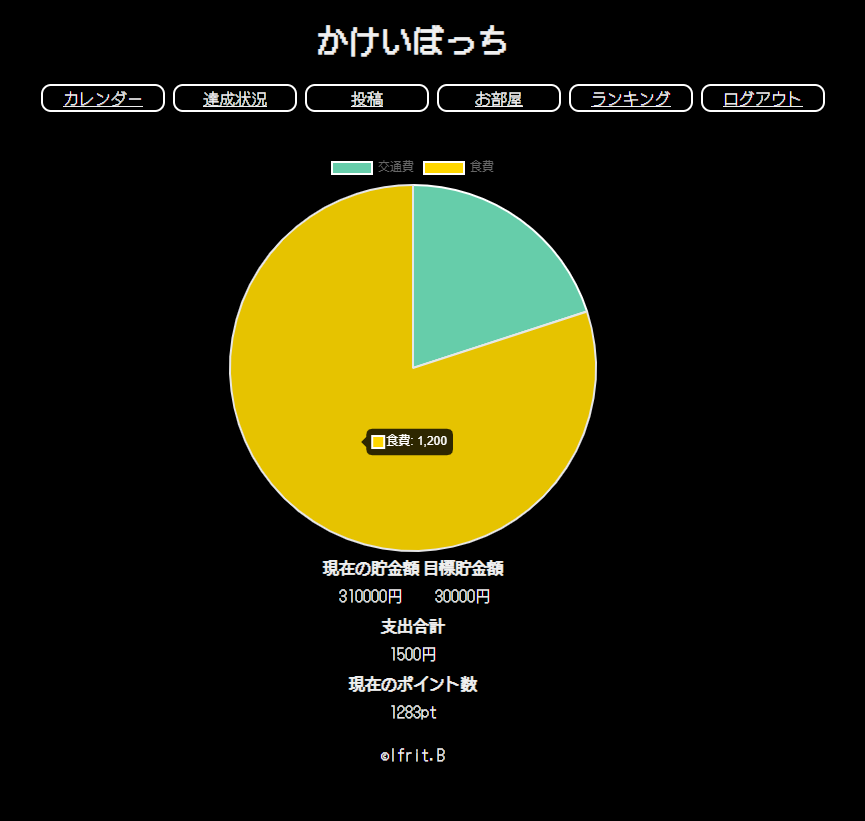 かけいぼっち
カレンダー 達成状況 投稿 お部屋 ランキング ログアウト
交通費 食費
食費: 1,200
現在の貯金額 目標貯金額
310000円 30000円
支出合計
1500円
現在のポイント数
1283pt
©Ifrit.B